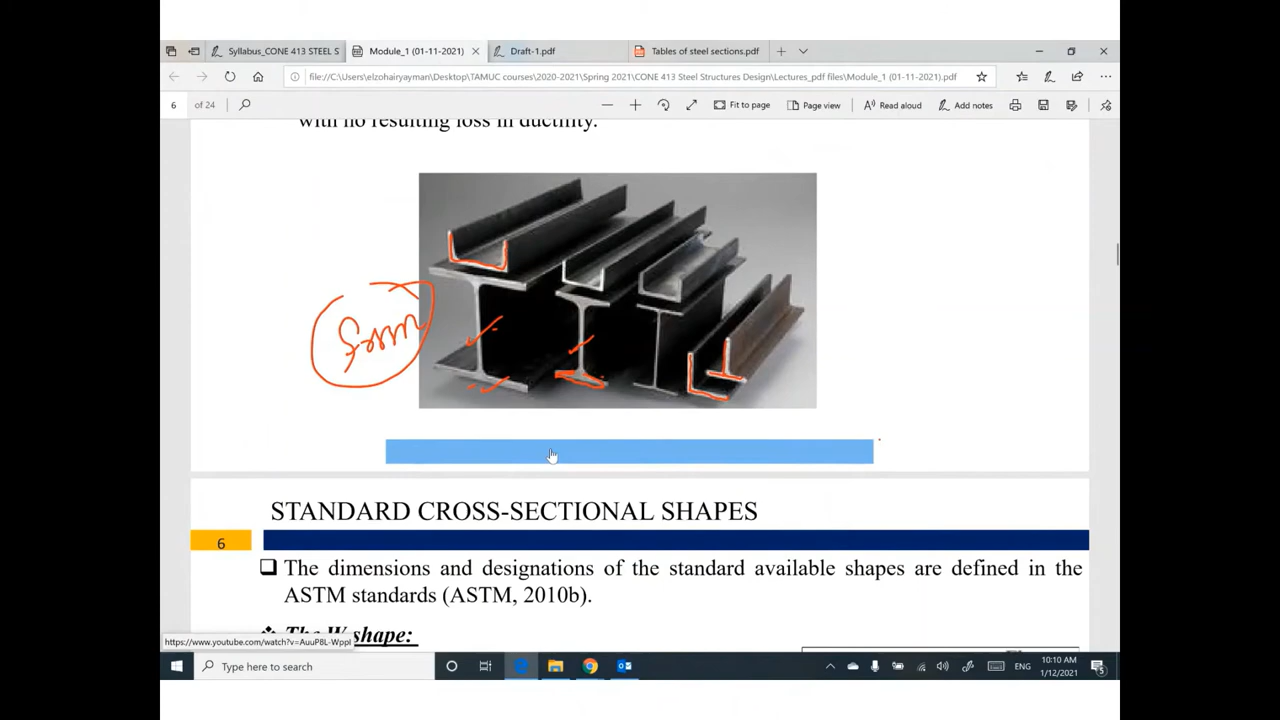 Syllabus_CONE 413 STEEL S
Module_1 (01-11-2021)
Draft-1.pdf
Tables of steel sections.pdf
file://C:\Users\elzohairyayman\Desktop\TAMUC courses\2020-2021\Spring 2021\CONE 413 Steel Structures Design\Lectures_pdf files\Module_1 (01-11-2021).pdf
6 of 24
Fit to page
Page view
Read aloud
Add notes
with no resulting loss in ductility.
STANDARD CROSS-SECTIONAL SHAPES
6
The dimensions and designations of the standard available shapes are defined in the
ASTM standards (ASTM, 2010b).
The W shape:
https://www.youtube.com/watch?v=AuuP8L-WppI
Type here to search
ENG
10:10 AM
1/12/2021
5